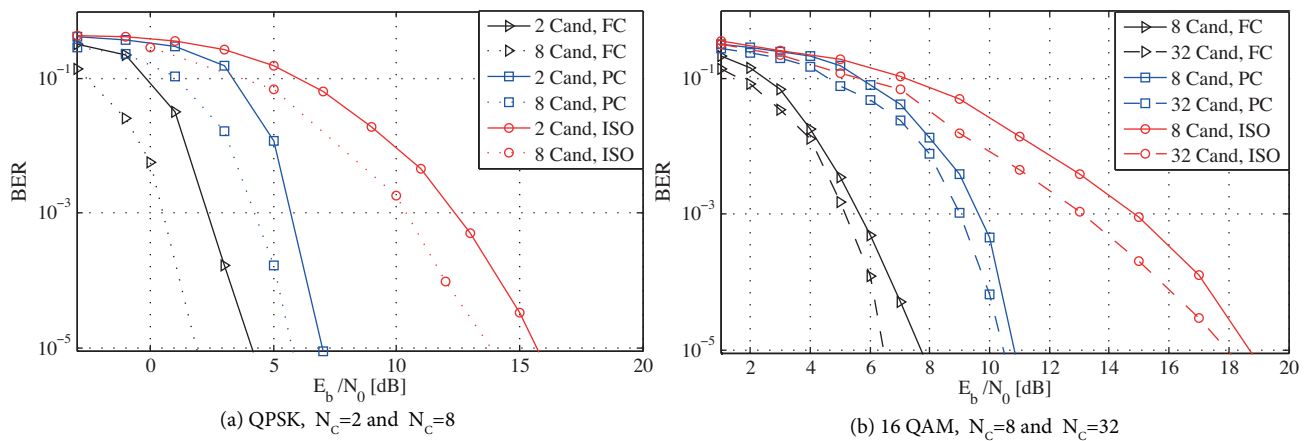 BER
10⁻¹
10⁻³
10⁻⁵
0 5 10 15 20
E_b/N_0 [dB]
2 Cand, FC
8 Cand, FC
2 Cand, PC
8 Cand, PC
2 Cand, ISO
8 Cand, ISO
(a) QPSK, N_C=2 and N_C=8
BER
10⁻¹
10⁻³
10⁻⁵
2 4 6 8 10 12 14 16 18 20
E_b/N_0 [dB]
8 Cand, FC
32 Cand, FC
8 Cand, PC
32 Cand, PC
8 Cand, ISO
32 Cand, ISO
(b) 16 QAM, N_C=8 and N_C=32